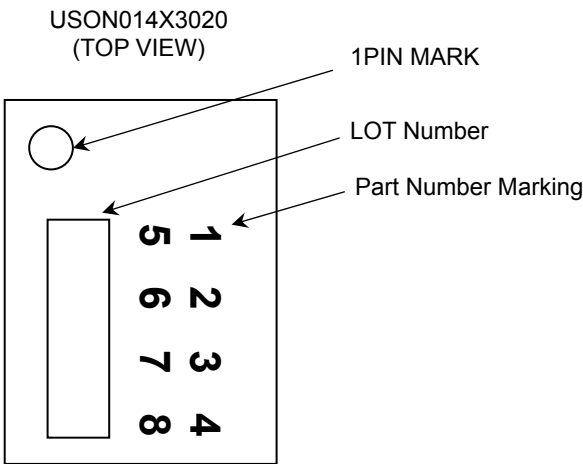 USON014X3020
(TOP VIEW)
1PIN MARK
LOT Number
Part Number Marking
1 2 3 4
5 6 7 8